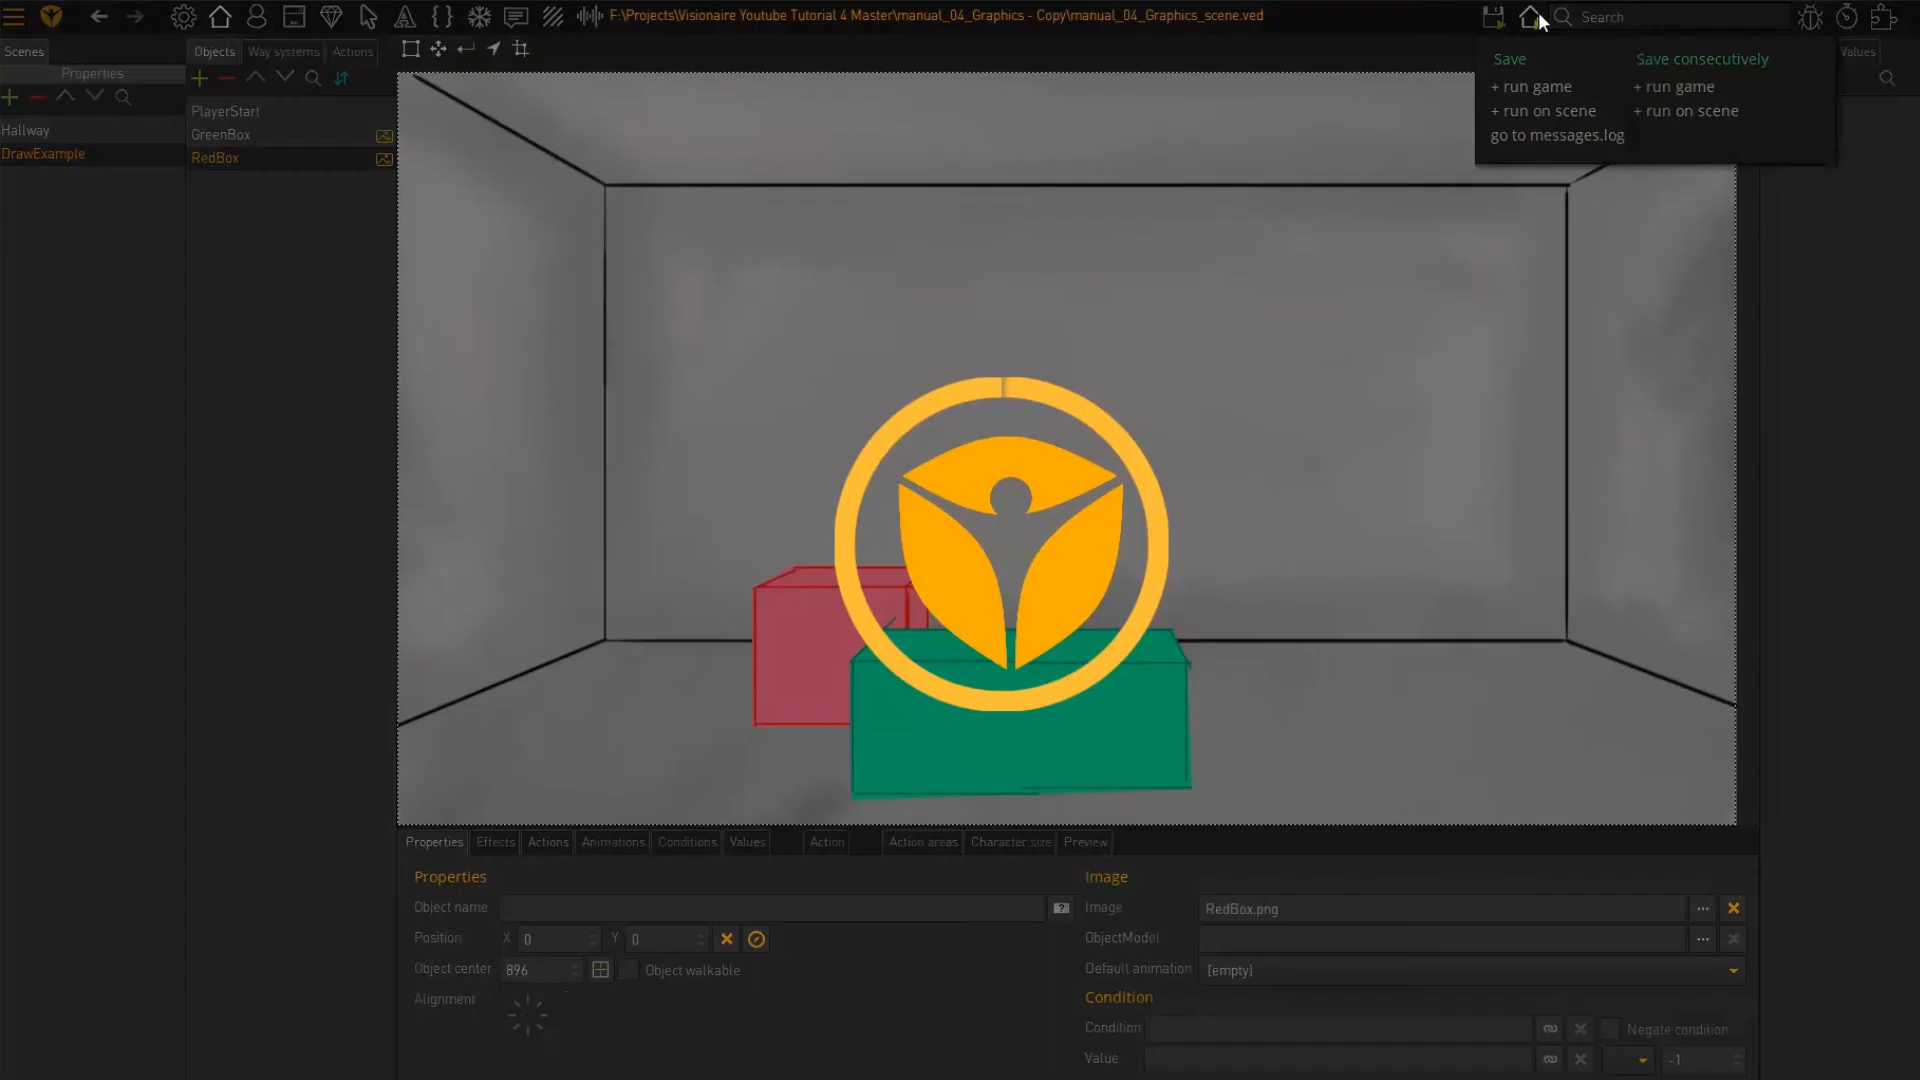 F:\Projects\Visionaire Youtube Tutorial 4 Master\manual_04_Graphics - Copy\manual_04_Graphics_scene.ved
Search
Scenes
Objects
Way systems
Actions
Values
Properties
Save
Save consecutively
+ run game
+ run game
+ run on scene
+ run on scene
go to messages.log
Hallway
DrawExample
PlayerStart
GreenBox
RedBox
Properties
Effects
Actions
Animations
Conditions
Values
Action
Action areas
Character size
Preview
Properties
Object name
Position X 0 Y 0
Object center 896
Object walkable
Alignment
Image
Image RedBox.png
ObjectModel
Default animation [empty]
Condition
Condition
Negate condition
Value -1